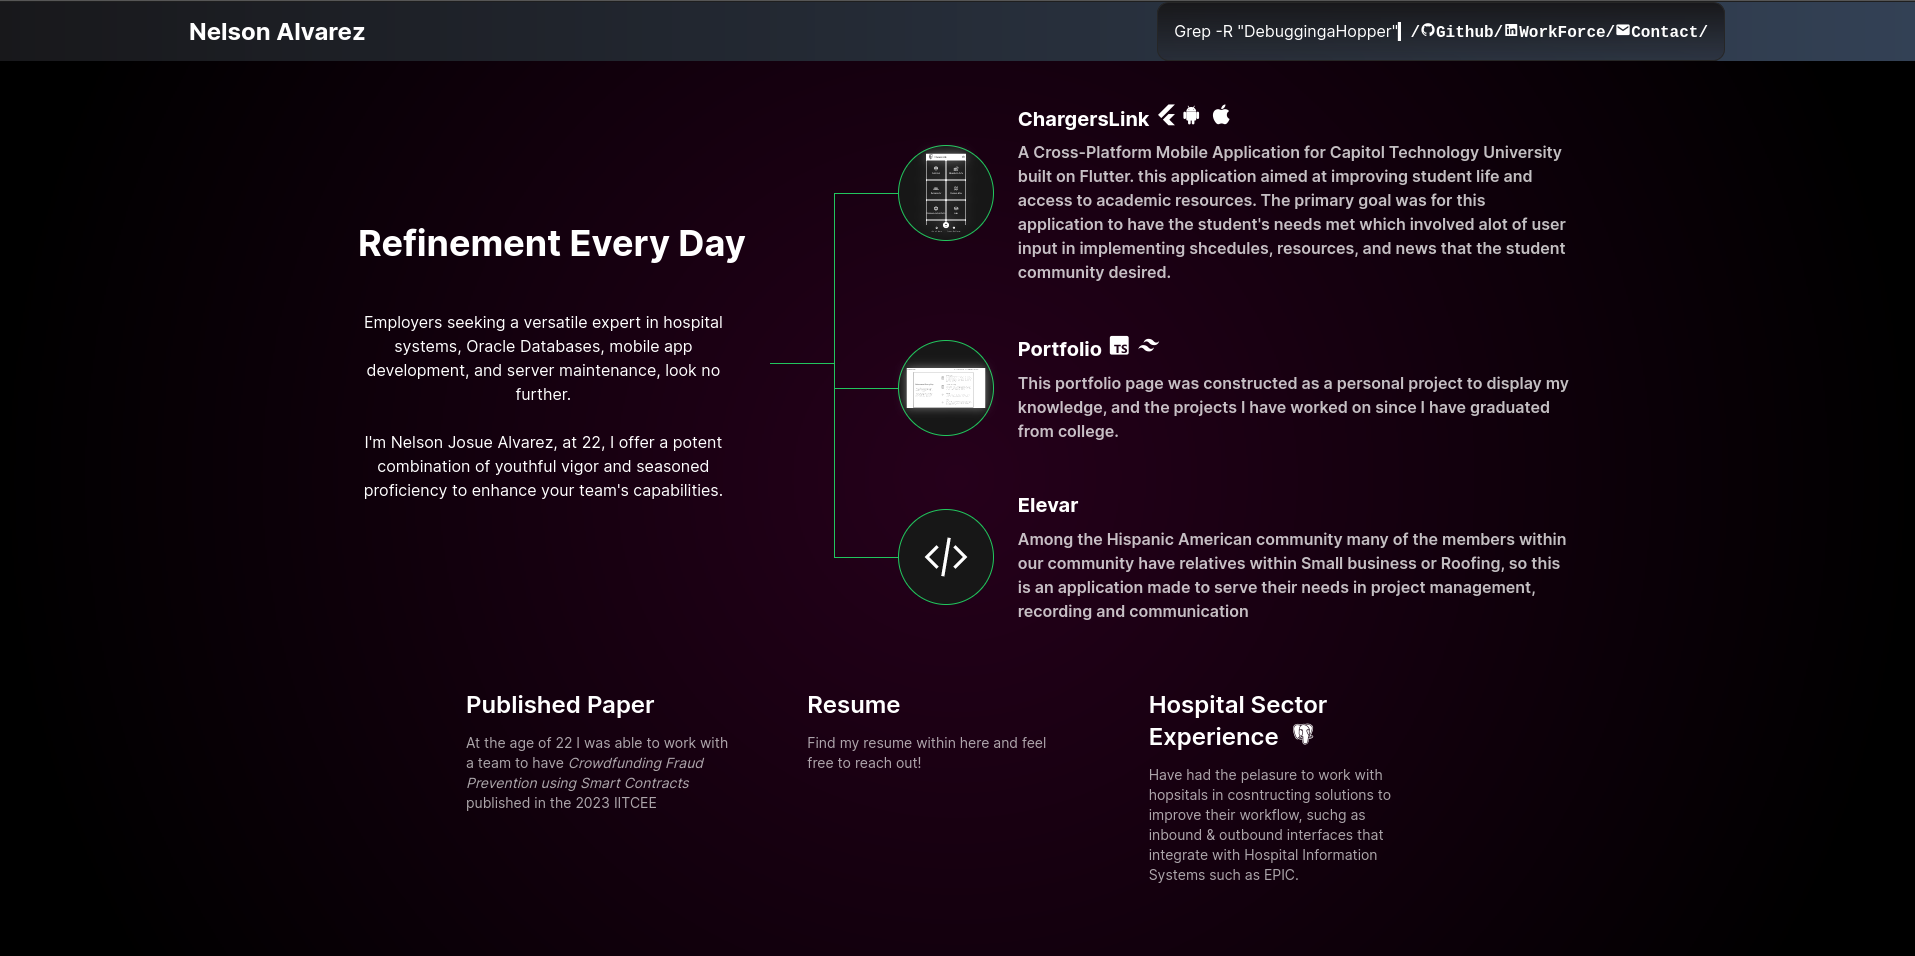 Nelson Alvarez
Grep -R "DebuggingaHopper" /Github/WorkForce/Contact/
ChargersLink
A Cross-Platform Mobile Application for Capitol Technology University
built on Flutter. this application aimed at improving student life and
access to academic resources. The primary goal was for this
application to have the student's needs met which involved alot of user
input in implementing shcedules, resources, and news that the student
community desired.
Refinement Every Day
Employers seeking a versatile expert in hospital
systems, Oracle Databases, mobile app
development, and server maintenance, look no
further.
I'm Nelson Josue Alvarez, at 22, I offer a potent
combination of youthful vigor and seasoned
proficiency to enhance your team's capabilities.
Portfolio TS
This portfolio page was constructed as a personal project to display my
knowledge, and the projects I have worked on since I have graduated
from college.
Elevar
Among the Hispanic American community many of the members within
our community have relatives within Small business or Roofing, so this
is an application made to serve their needs in project management,
recording and communication
Published Paper
At the age of 22 I was able to work with
a team to have Crowdfunding Fraud
Prevention using Smart Contracts
published in the 2023 IITCEE
Resume
Find my resume within here and feel
free to reach out!
Hospital Sector
Experience
Have had the pelasure to work with
hopsitals in cosntructing solutions to
improve their workflow, suchg as
inbound & outbound interfaces that
integrate with Hospital Information
Systems such as EPIC.